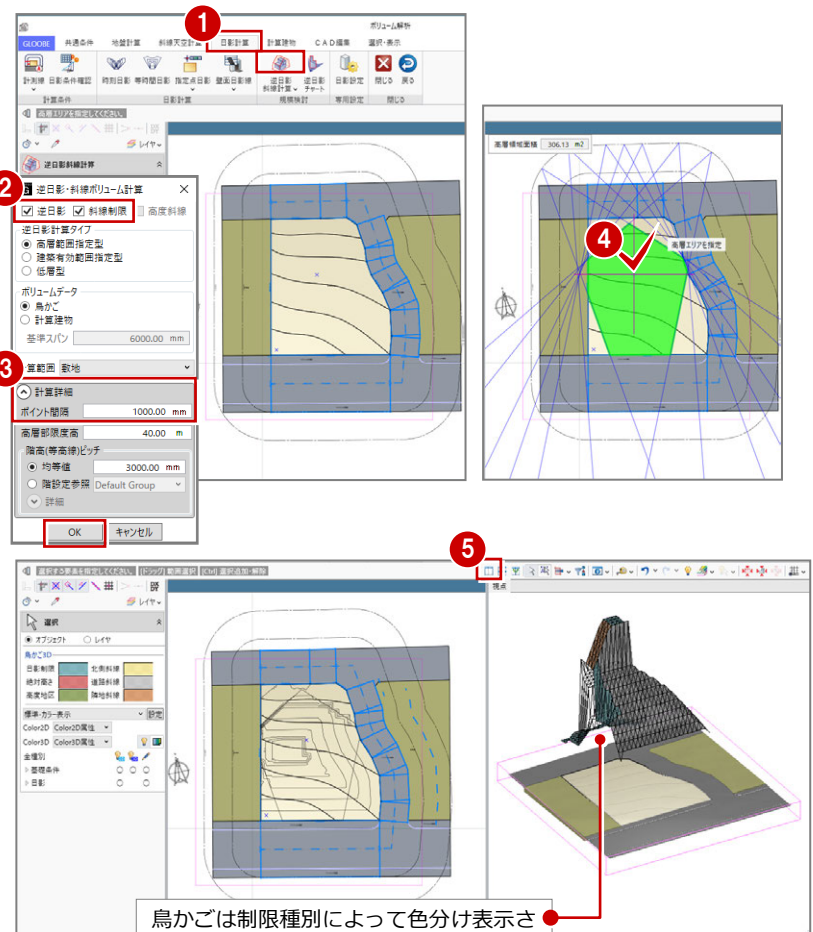 1
ボリューム解析
GLOOBE 共通条件 地盤計算 斜線天空計算 日影計算 計算建物 CAD編集 選択・表示
計測線 日影条件確認 時刻日影 等時間日影 指定点日影 壁面日影線 逆日影斜線計算 逆日影チャート 日影設定 閉じる 戻る
計算条件 日影計算 規模検討 専用設定 閉じる
高層エリアを指定してください。
レイヤ
逆日影斜線計算
2
逆日影・斜線ボリューム計算
逆日影 斜線制限 高度斜線
逆日影計算タイプ
高層範囲指定型
建築有効範囲指定型
低層型
ボリュームデータ
鳥かご
計算建物
基準スパン 6000.00 mm
3
算範囲 敷地
計算詳細
ポイント間隔 1000.00 mm
高層部限度高 40.00 m
階高(等高線)ピッチ
均等値 3000.00 mm
階設定参照 Default Group
詳細
OK キャンセル
高層領域面積 306.13 m2
4
高層エリアを指定
5
選択する要素を指定してください。 [ドラッグ] 範囲選択 [Ctrl] 選択追加・解除
レイヤ
視点
選択
オブジェクト レイヤ
鳥かご3D
日影制限 北側斜線
絶対高さ 道路斜線
高度地区 隣地斜線
標準-カラー表示 設定
Color2D Color2D属性
Color3D Color3D属性
全種別
基礎条件
日影
鳥かごは制限種別によって色分け表示さ